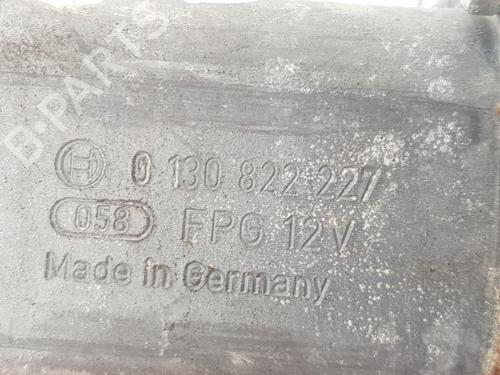 B-PARTS
0 130 822 227
058 FPG 12V
Made in Germany